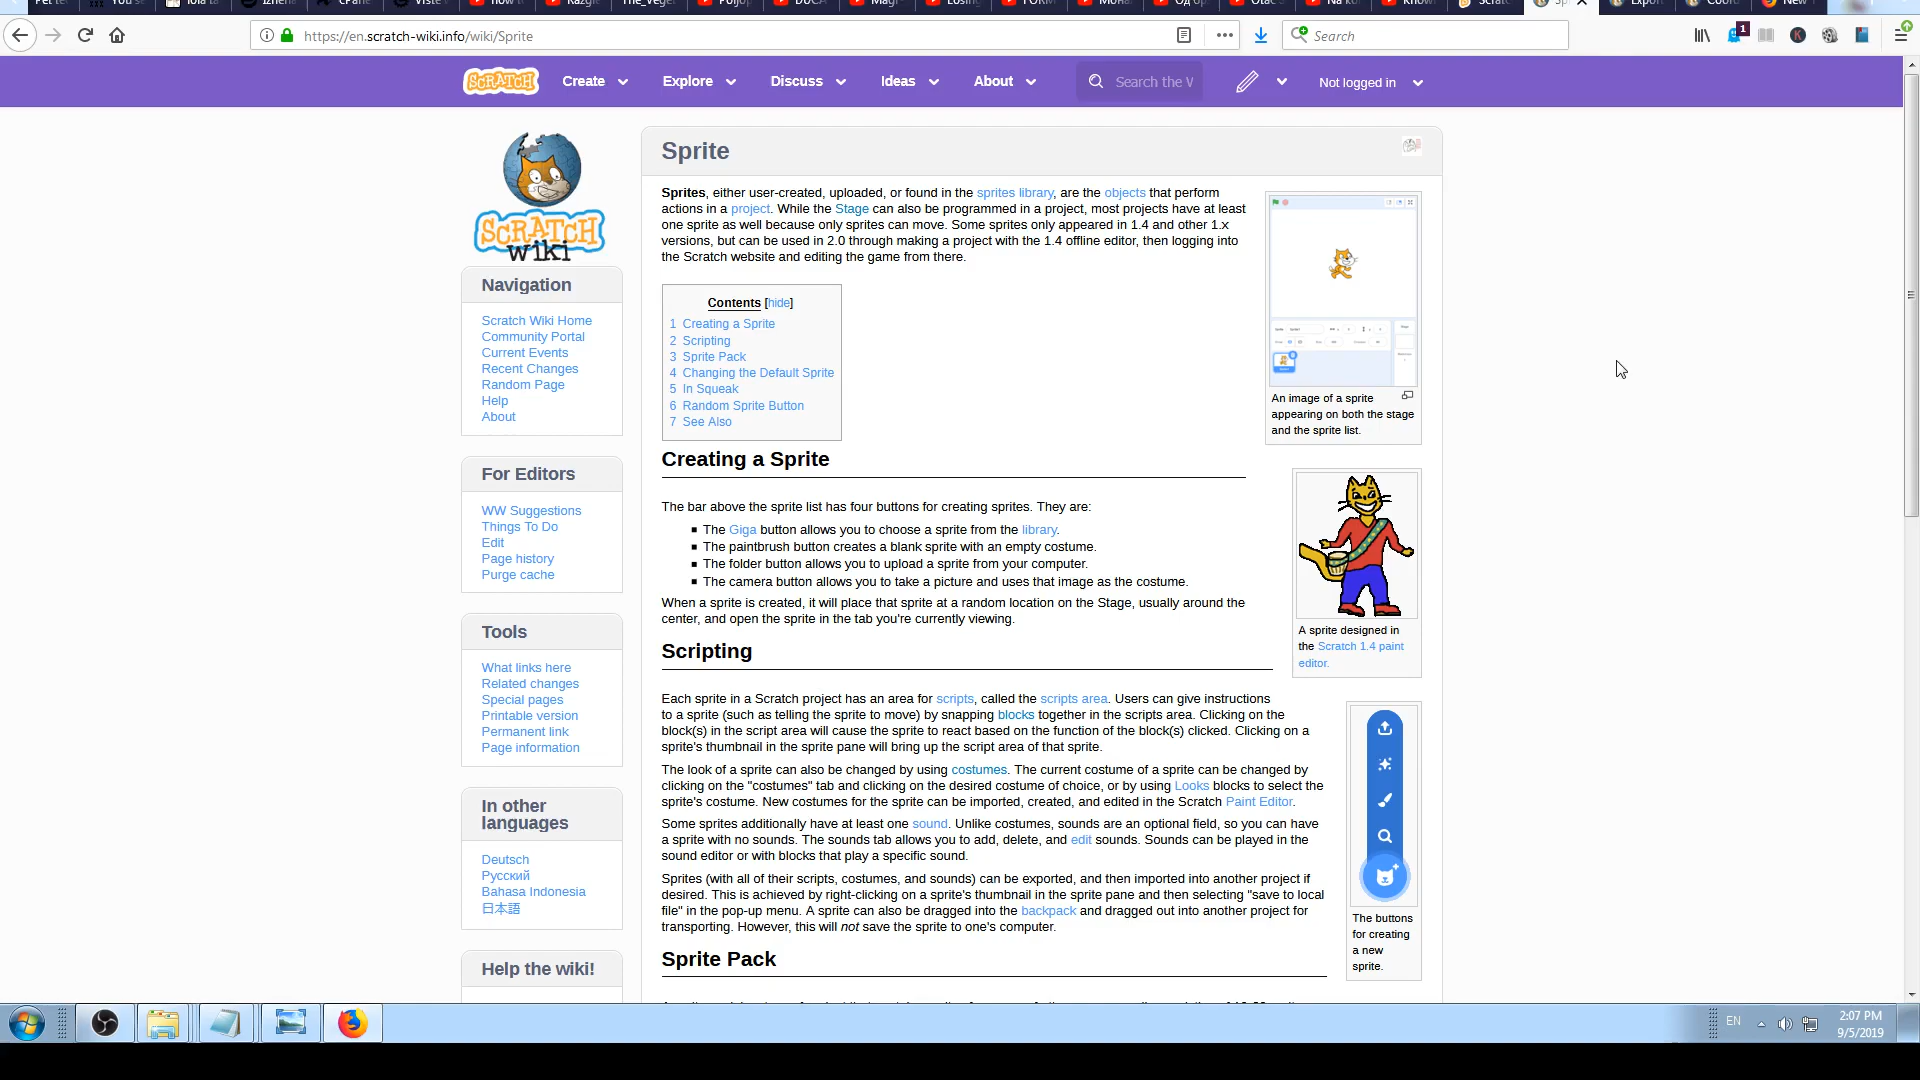 https://en.scratch-wiki.info/wiki/Sprite
Search
1
SCRATCH
Create
Explore
Discuss
Ideas
About
Search the W
Not logged in
SCRATCH
wiki
Navigation
Scratch Wiki Home
Community Portal
Current Events
Recent Changes
Random Page
Help
About
For Editors
WW Suggestions
Things To Do
Edit
Page history
Purge cache
Tools
What links here
Related changes
Special pages
Printable version
Permanent link
Page information
In other
languages
Deutsch
Русский
Bahasa Indonesia
日本語
Help the wiki!
Sprite
Sprites, either user-created, uploaded, or found in the sprites library, are the objects that perform
actions in a project. While the Stage can also be programmed in a project, most projects have at least
one sprite as well because only sprites can move. Some sprites only appeared in 1.4 and other 1.x
versions, but can be used in 2.0 through making a project with the 1.4 offline editor, then logging into
the Scratch website and editing the game from there.
An image of a sprite
appearing on both the stage
and the sprite list.
Contents [hide]
1 Creating a Sprite
2 Scripting
3 Sprite Pack
4 Changing the Default Sprite
5 In Squeak
6 Random Sprite Button
7 See Also
Creating a Sprite
The bar above the sprite list has four buttons for creating sprites. They are:
The Giga button allows you to choose a sprite from the library.
The paintbrush button creates a blank sprite with an empty costume.
The folder button allows you to upload a sprite from your computer.
The camera button allows you to take a picture and uses that image as the costume.
When a sprite is created, it will place that sprite at a random location on the Stage, usually around the
center, and open the sprite in the tab you're currently viewing.
A sprite designed in
the Scratch 1.4 paint
editor.
Scripting
Each sprite in a Scratch project has an area for scripts, called the scripts area. Users can give instructions
to a sprite (such as telling the sprite to move) by snapping blocks together in the scripts area. Clicking on the
block(s) in the script area will cause the sprite to react based on the function of the block(s) clicked. Clicking on a
sprite's thumbnail in the sprite pane will bring up the script area of that sprite.
The look of a sprite can also be changed by using costumes. The current costume of a sprite can be changed by
clicking on the "costumes" tab and clicking on the desired costume of choice, or by using Looks blocks to select the
sprite's costume. New costumes for the sprite can be imported, created, and edited in the Scratch Paint Editor.
Some sprites additionally have at least one sound. Unlike costumes, sounds are an optional field, so you can have
a sprite with no sounds. The sounds tab allows you to add, delete, and edit sounds. Sounds can be played in the
sound editor or with blocks that play a specific sound.
Sprites (with all of their scripts, costumes, and sounds) can be exported, and then imported into another project if
desired. This is achieved by right-clicking on a sprite's thumbnail in the sprite pane and then selecting "save to local
file" in the pop-up menu. A sprite can also be dragged into the backpack and dragged out into another project for
transporting. However, this will not save the sprite to one's computer.
The buttons
for creating
a new
sprite.
Sprite Pack
EN
2:07 PM
9/5/2019